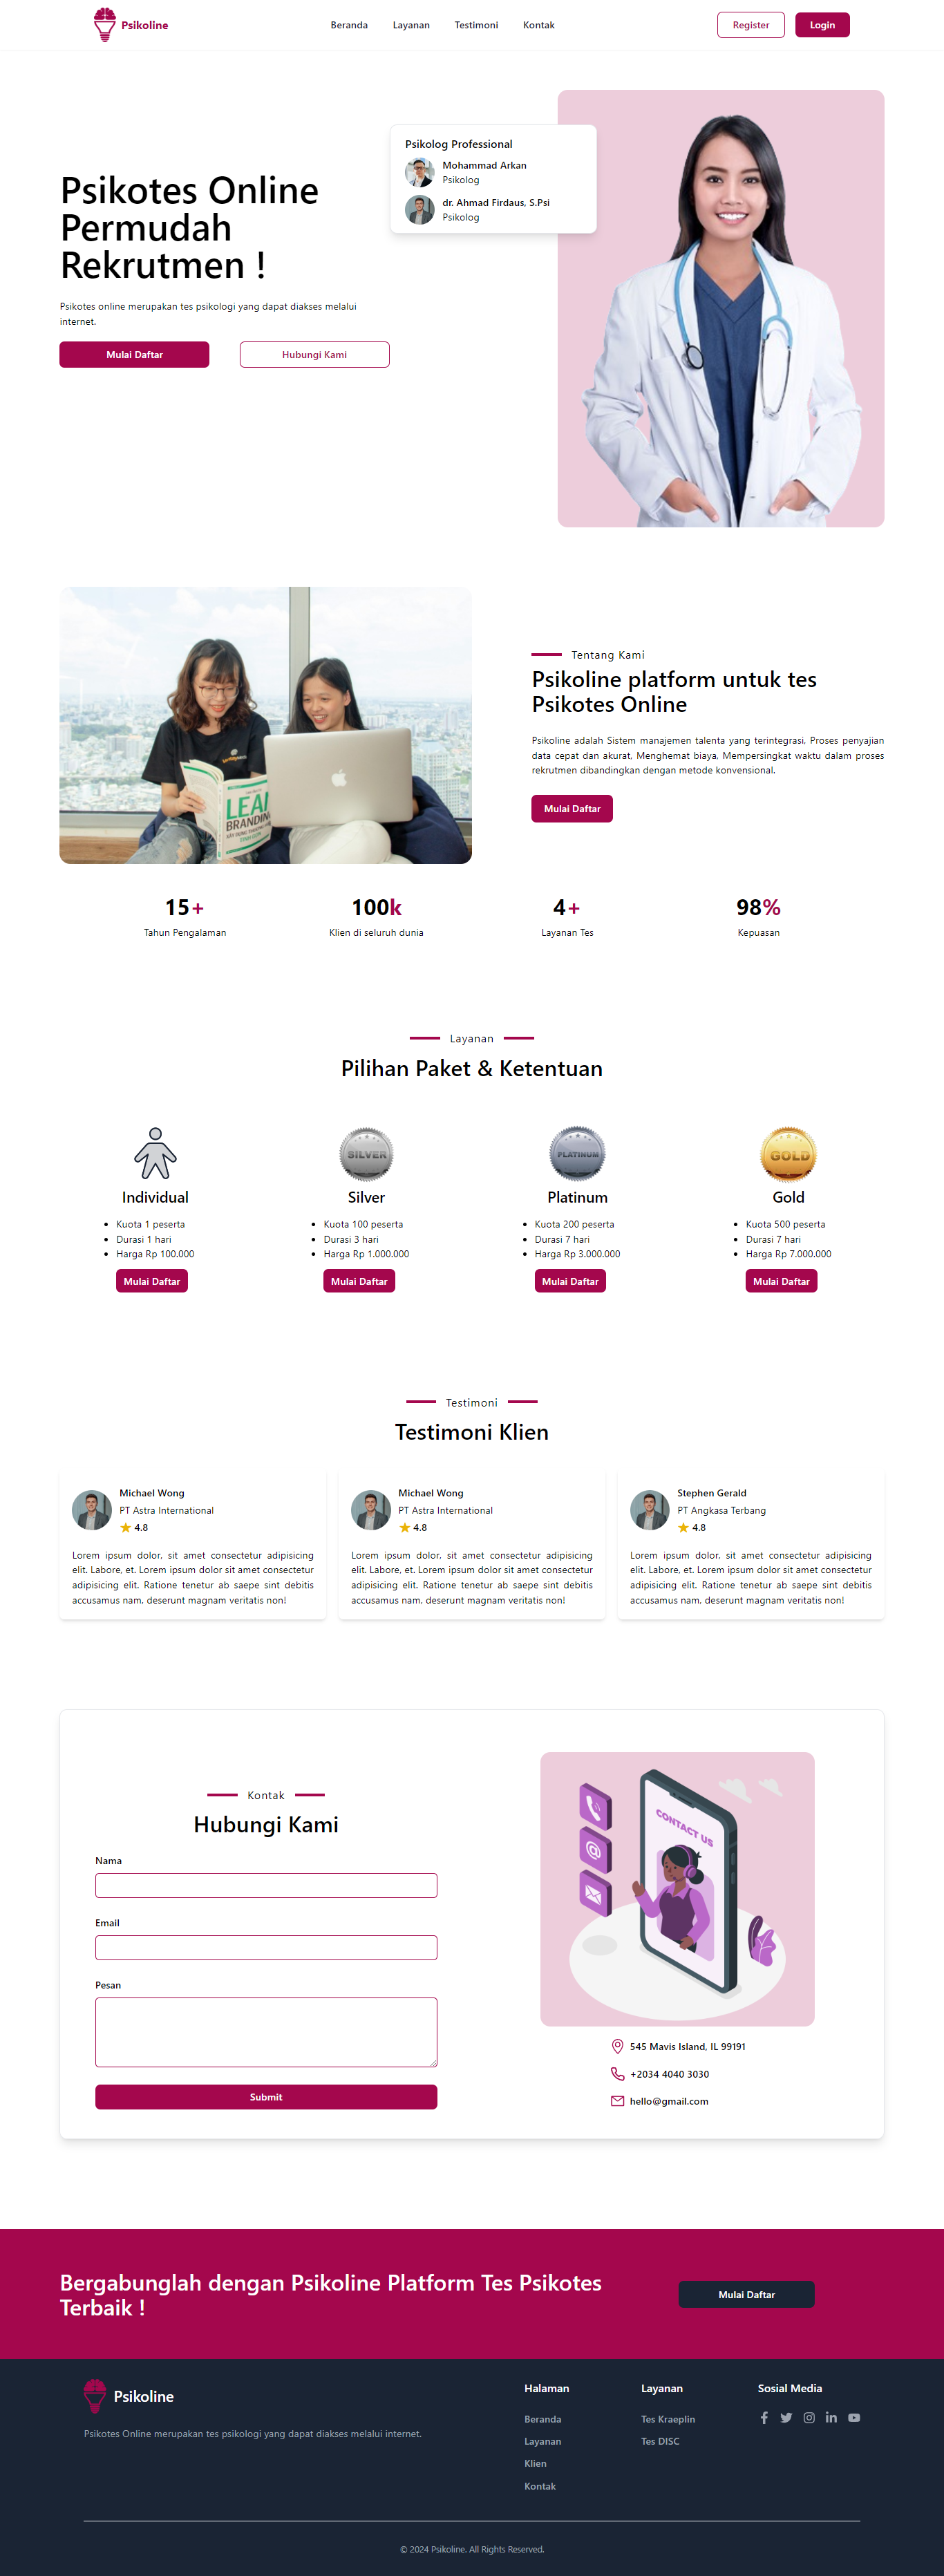 Psikoline
Beranda
Layanan
Testimoni
Kontak
Register
Login
Psikotes Online
Permudah
Rekrutmen !
Psikotes online merupakan tes psikologi yang dapat diakses melalui
internet.
Mulai Daftar
Hubungi Kami
Psikolog Professional
Mohammad Arkan
Psikolog
dr. Ahmad Firdaus, S.Psi
Psikolog
LEAI
BRANDIN
Tentang Kami
Psikoline platform untuk tes
Psikotes Online
Psikoline adalah Sistem manajemen talenta yang terintegrasi, Proses penyajian
data cepat dan akurat, Menghemat biaya, Mempersingkat waktu dalam proses
rekrutmen dibandingkan dengan metode konvensional.
Mulai Daftar
15+
Tahun Pengalaman
100k
Klien di seluruh dunia
4+
Layanan Tes
98%
Kepuasan
Layanan
Pilihan Paket & Ketentuan
Individual
Kuota 1 peserta
Durasi 1 hari
Harga Rp 100.000
Mulai Daftar
SILVER
Silver
Kuota 100 peserta
Durasi 3 hari
Harga Rp 1.000.000
Mulai Daftar
PLATINUM
Platinum
Kuota 200 peserta
Durasi 7 hari
Harga Rp 3.000.000
Mulai Daftar
GOLD
Gold
Kuota 500 peserta
Durasi 7 hari
Harga Rp 7.000.000
Mulai Daftar
Testimoni
Testimoni Klien
Michael Wong
PT Astra International
4.8
Lorem ipsum dolor, sit amet consectetur adipisicing
elit. Labore, et. Lorem ipsum dolor sit amet consectetur
adipisicing elit. Ratione tenetur ab saepe sint debitis
accusamus nam, deserunt magnam veritatis non!
Michael Wong
PT Astra International
4.8
Lorem ipsum dolor, sit amet consectetur adipisicing
elit. Labore, et. Lorem ipsum dolor sit amet consectetur
adipisicing elit. Ratione tenetur ab saepe sint debitis
accusamus nam, deserunt magnam veritatis non!
Stephen Gerald
PT Angkasa Terbang
4.8
Lorem ipsum dolor, sit amet consectetur adipisicing
elit. Labore, et. Lorem ipsum dolor sit amet consectetur
adipisicing elit. Ratione tenetur ab saepe sint debitis
accusamus nam, deserunt magnam veritatis non!
Kontak
Hubungi Kami
Nama
Email
Pesan
Submit
CONTACT US
545 Mavis Island, IL 99191
+2034 4040 3030
hello@gmail.com
Bergabunglah dengan Psikoline Platform Tes Psikotes
Terbaik !
Mulai Daftar
Psikoline
Psikotes Online merupakan tes psikologi yang dapat diakses melalui internet.
Halaman
Beranda
Layanan
Klien
Kontak
Layanan
Tes Kraeplin
Tes DISC
Sosial Media
© 2024 Psikoline. All Rights Reserved.